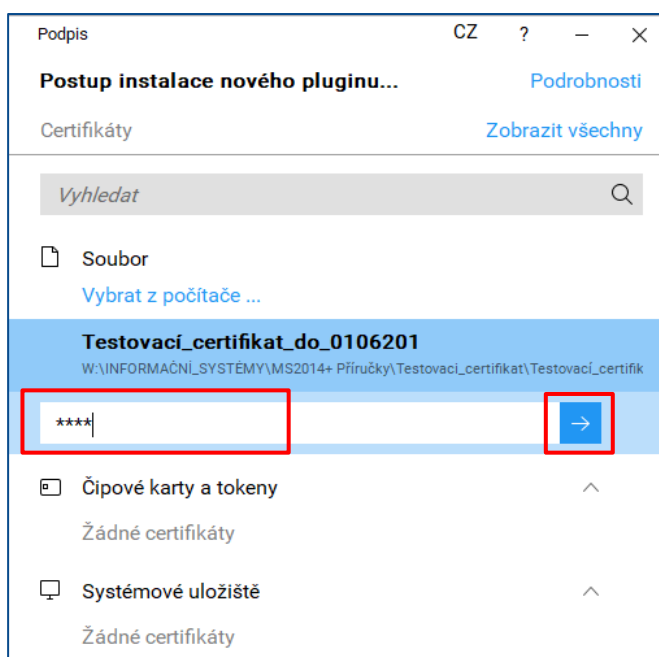 Podpis CZ ? – ×
Postup instalace nového pluginu... Podrobnosti
Certifikáty Zobrazit všechny
Vyhledat
Soubor
Vybrat z počítače ...
Testovací_certifikat_do_0106201
W:\INFORMAČNÍ_SYSTÉMY\MS2014+ Příručky\Testovaci_certifikat\Testovací_certifik
****
Čipové karty a tokeny
Žádné certifikáty
Systémové uložiště
Žádné certifikáty